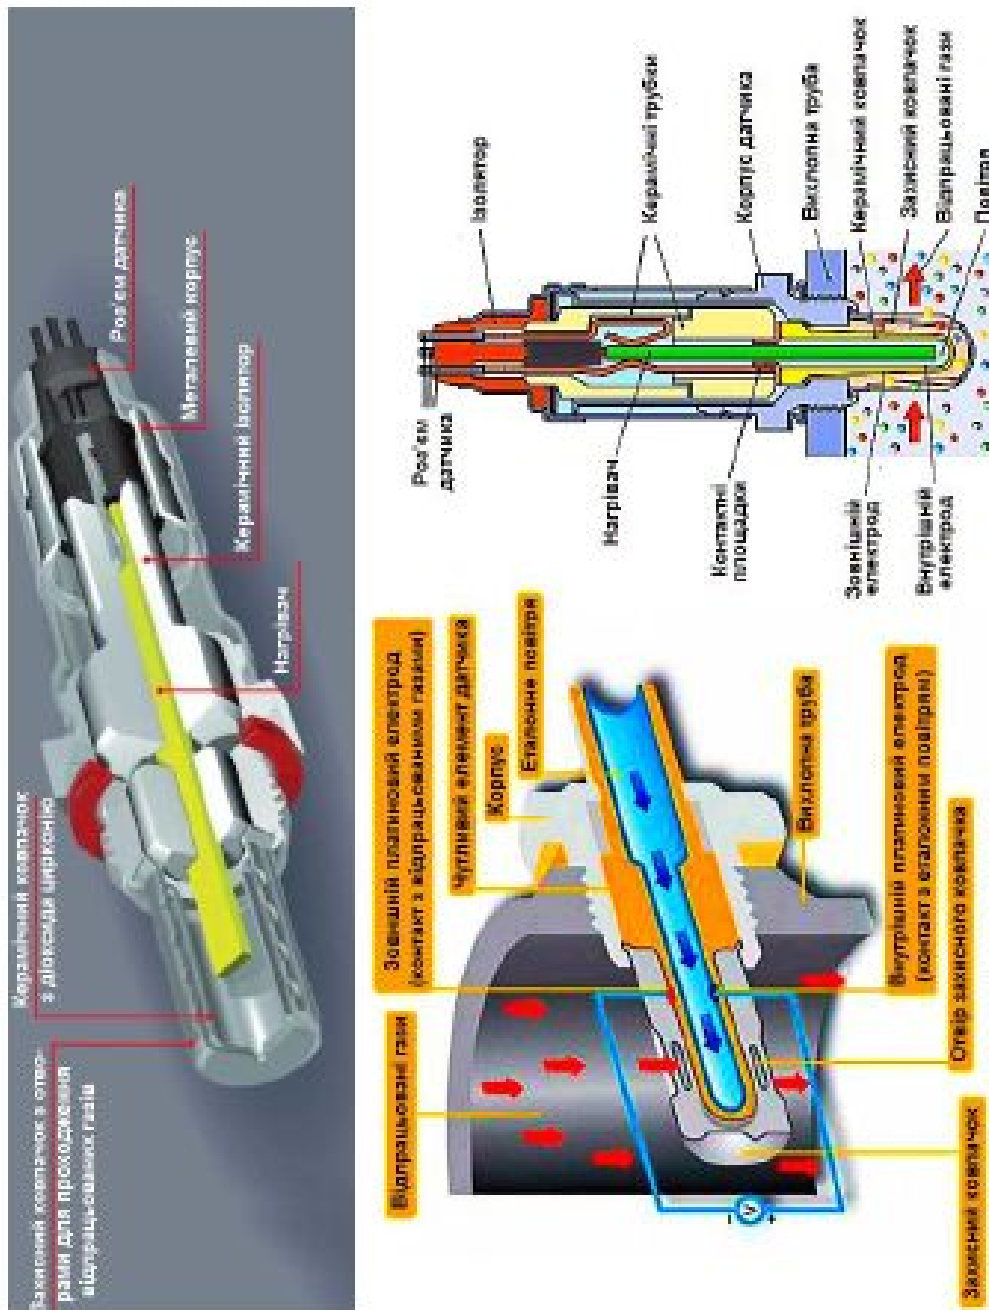 Захисний ковпачок з отво-
рами для проходження
відпрацьованих газів
Керамічний ковпачок
з діоксида цирконію
Нагрівач
Керамічний ізолятор
Металевий корпус
Роз'єм датчика
Відпрацьовані гази
Зовнішній платиновий електрод
(контакт з відпрацьованими газами)
Чутливий елемент датчика
Корпус
Еталонне повітря
Вихлопна труба
Внутрішній платиновий електрод
(контакт з еталонним повітрям)
Отвір захисного ковпачка
Захисний ковпачок
V
-
+
Роз'єм
датчика
Нагрівач
Контактні
площадки
Зовнішній
електрод
Внутрішній
електрод
Ізолятор
Керамічні трубки
Корпус датчика
Вихлопна труба
Керамічний ковпачок
Захисний ковпачок
Відпрацьовані гази
Повітря